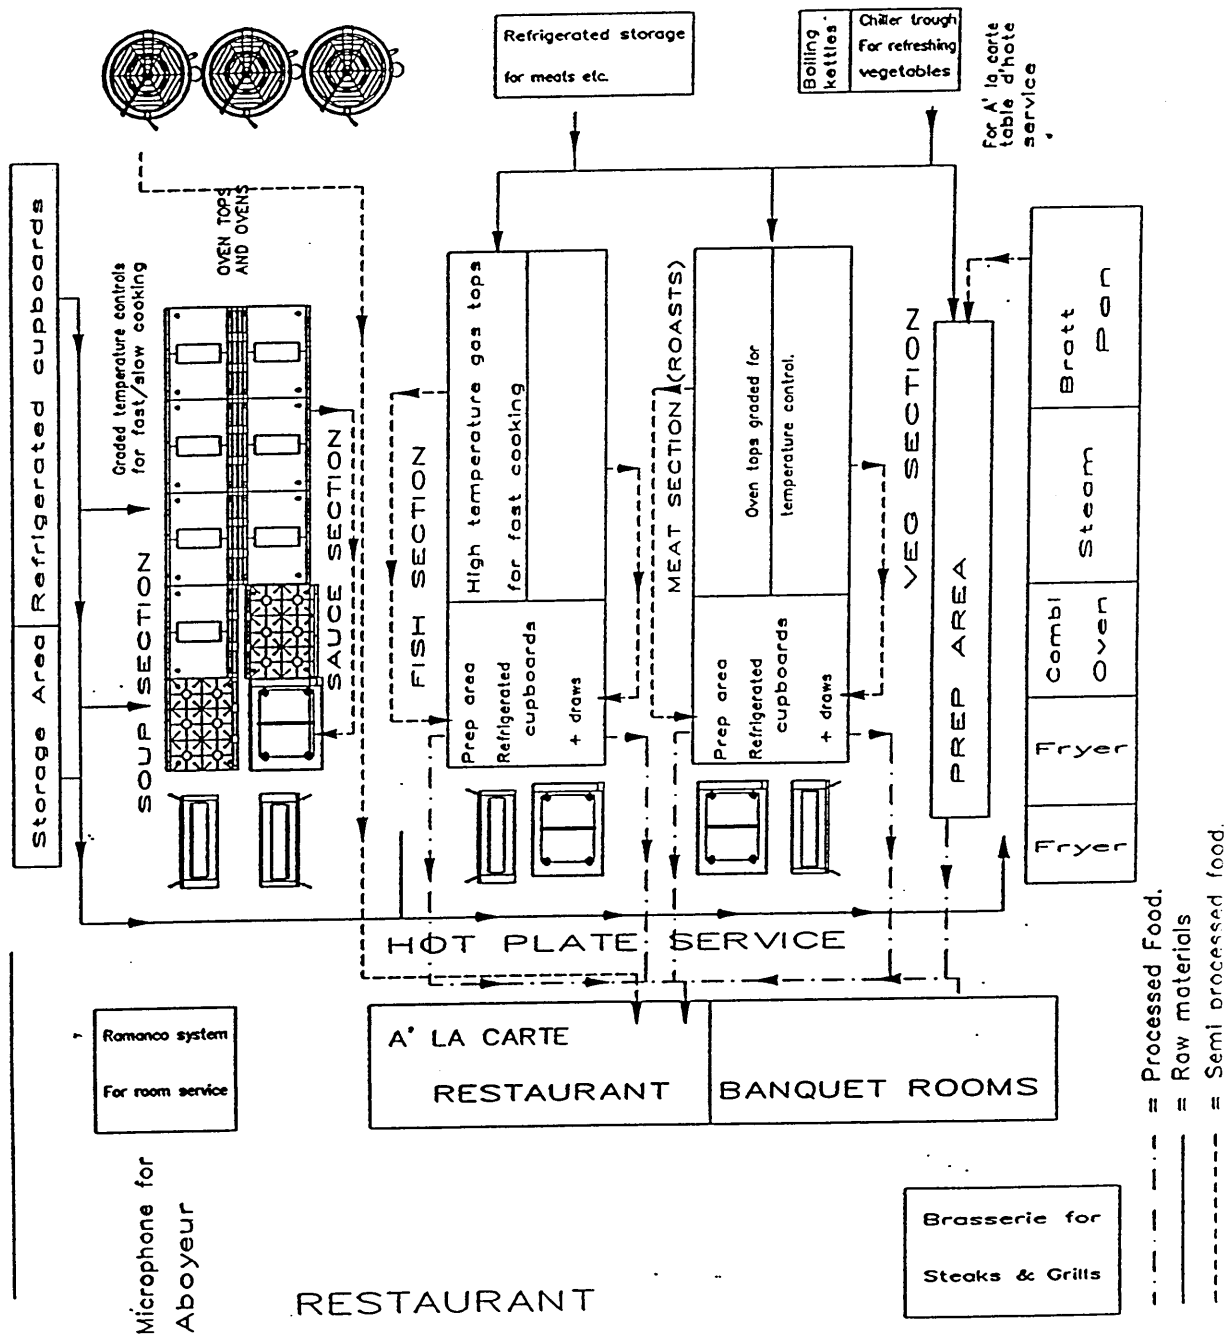 Refrigerated storage
for meats etc.
Boiling
kettles
Chiller trough
For refreshing
vegetables
For A' la carte
table d'hote
service
Storage Area
Refrigerated cupboards
OVEN TOPS
AND OVENS
Graded temperature controls
for fast/slow cooking
SOUP SECTION
SAUCE SECTION
FISH SECTION
High temperature gas tops
for fast cooking
Prep area
Refrigerated
cupboards
+ draws
MEAT SECTION (ROASTS)
Oven tops graded for
temperature control.
Prep area
Refrigerated
cupboards
+ draws
VEG SECTION
PREP AREA
Bratt
Pan
Steam
Combi
Oven
Fryer
Fryer
HOT PLATE SERVICE
Ramanco system
For room service
A' LA CARTE
RESTAURANT
BANQUET ROOMS
Microphone for
Aboyeur
RESTAURANT
Brasserie for
Steaks & Grills
= Processed Food.
= Raw materials
= Semi processed food.